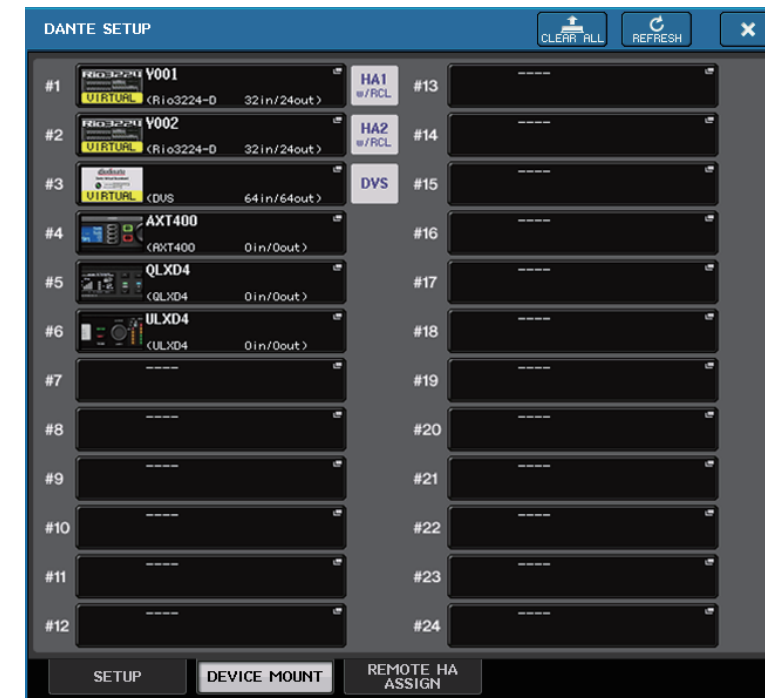 DANTE SETUP
CLEAR ALL
REFRESH
#1
Rio3224
Y001
VIRTUAL
(Rio3224-D 32in/24out)
HA1
w/RCL
#2
Rio3224
Y002
VIRTUAL
(Rio3224-D 32in/24out)
HA2
w/RCL
#3
VIRTUAL
(DVS 64in/64out)
DVS
#4
AXT400
(AXT400 0in/0out)
#5
QLXD4
(QLXD4 0in/0out)
#6
ULXD4
(ULXD4 0in/0out)
#7 ----
#8 ----
#9 ----
#10 ----
#11 ----
#12 ----
#13 ----
#14 ----
#15 ----
#16 ----
#17 ----
#18 ----
#19 ----
#20 ----
#21 ----
#22 ----
#23 ----
#24 ----
SETUP
DEVICE MOUNT
REMOTE HA
ASSIGN